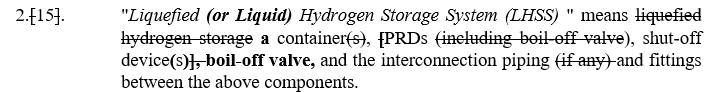 2.[15]. "Liquefied (or Liquid) Hydrogen Storage System (LHSS) " means liquefied
hydrogen storage a container(s), [PRDs (including boil-off valve), shut-off
device(s)], boil-off valve, and the interconnection piping (if any) and fittings
between the above components.